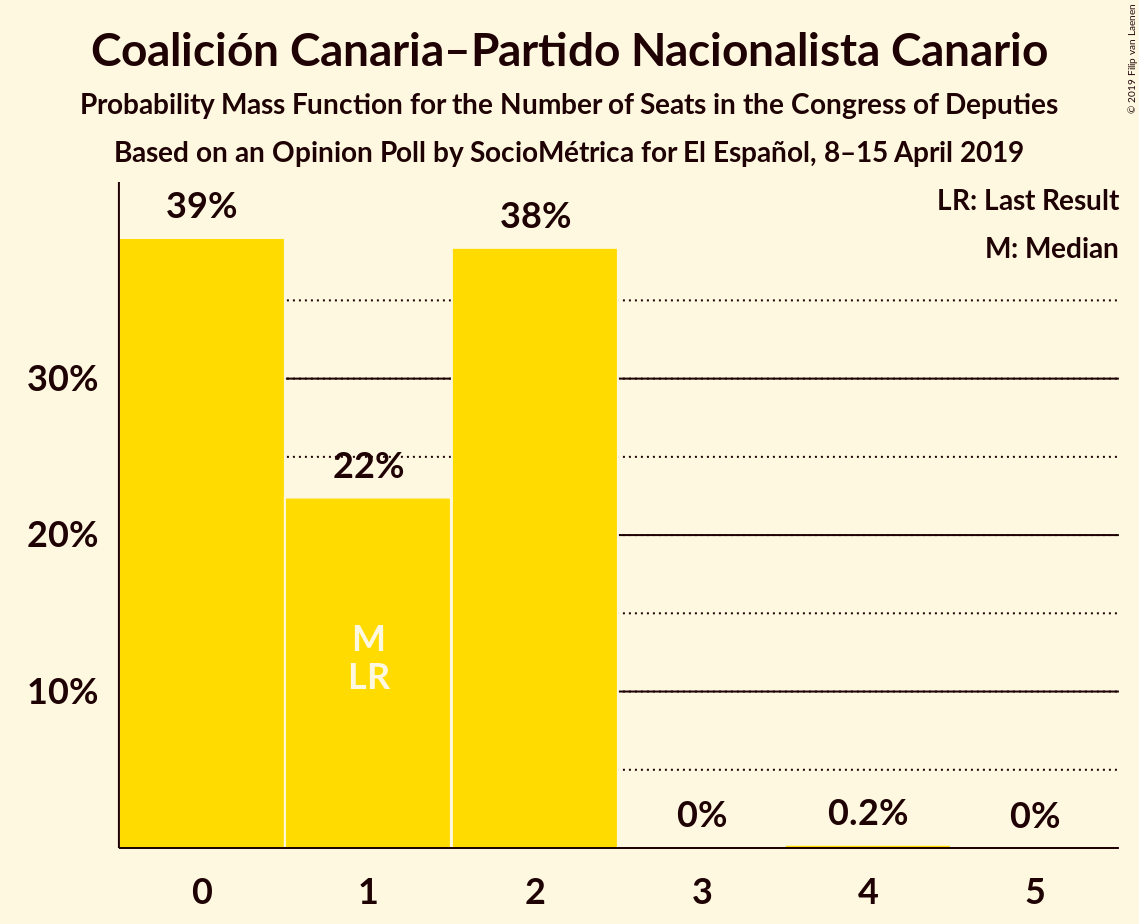 Coalición Canaria–Partido Nacionalista Canario
Probability Mass Function for the Number of Seats in the Congress of Deputies
Based on an Opinion Poll by SocioMétrica for El Español, 8–15 April 2019
© 2019 Filip van Laenen
LR: Last Result
M: Median
39%
38%
22%
M
LR
0%
0.2%
0%
30%
20%
10%
0
1
2
3
4
5